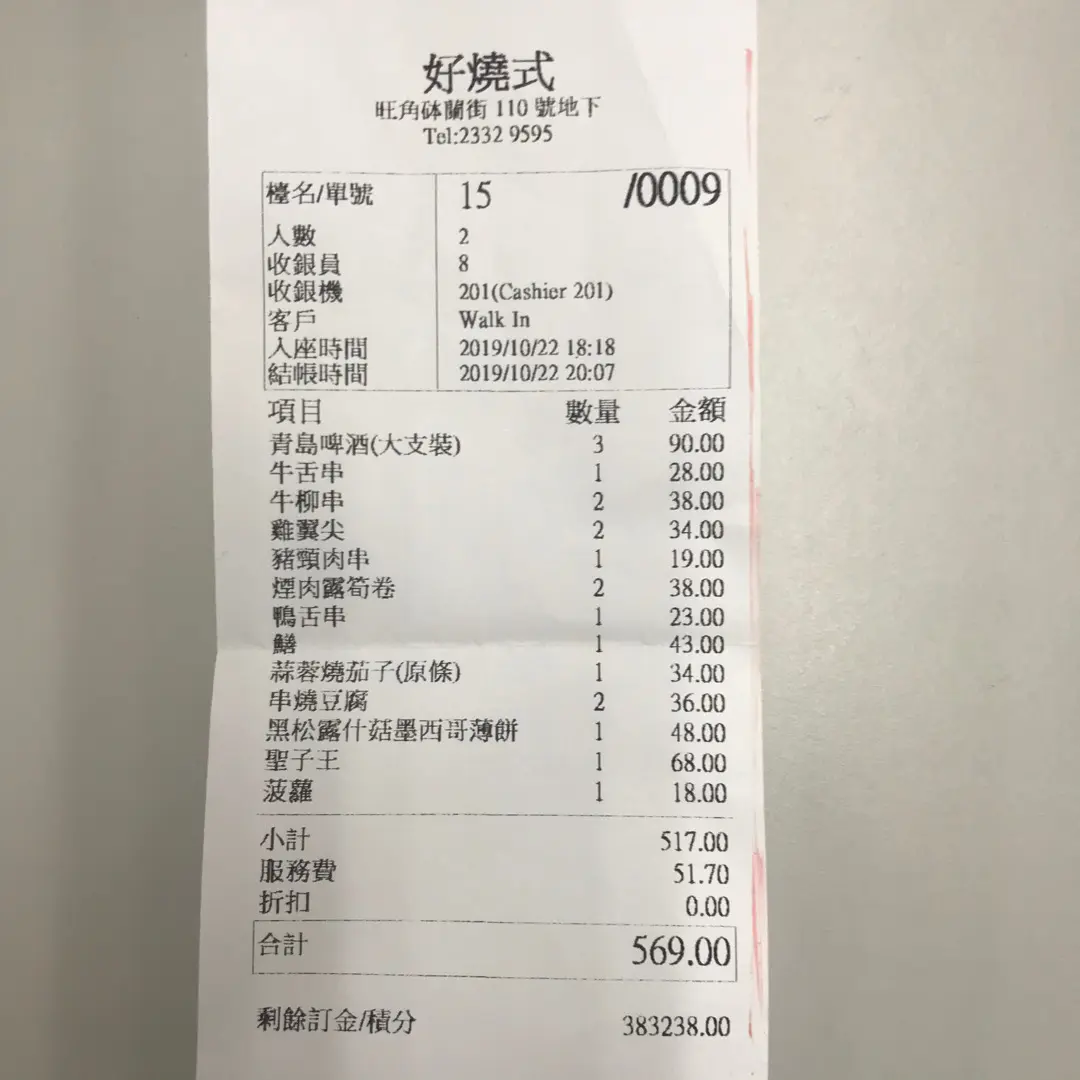 好燒式
旺角砵蘭街 110 號地下
Tel:2332 9595
檯名/單號 15 /0009
人數 2
收銀員 8
收銀機 201(Cashier 201)
客戶 Walk In
入座時間 2019/10/22 18:18
結帳時間 2019/10/22 20:07
項目 數量 金額
青島啤酒(大支裝) 3 90.00
牛舌串 1 28.00
牛柳串 2 38.00
雞翼尖 2 34.00
豬頸肉串 1 19.00
煙肉露筍卷 2 38.00
鴨舌串 1 23.00
鱔 1 43.00
蒜蓉燒茄子(原條) 1 34.00
串燒豆腐 2 36.00
黑松露什菇墨西哥薄餅 1 48.00
聖子王 1 68.00
菠蘿 1 18.00
小計 517.00
服務費 51.70
折扣 0.00
合計 569.00
剩餘訂金/積分 383238.00